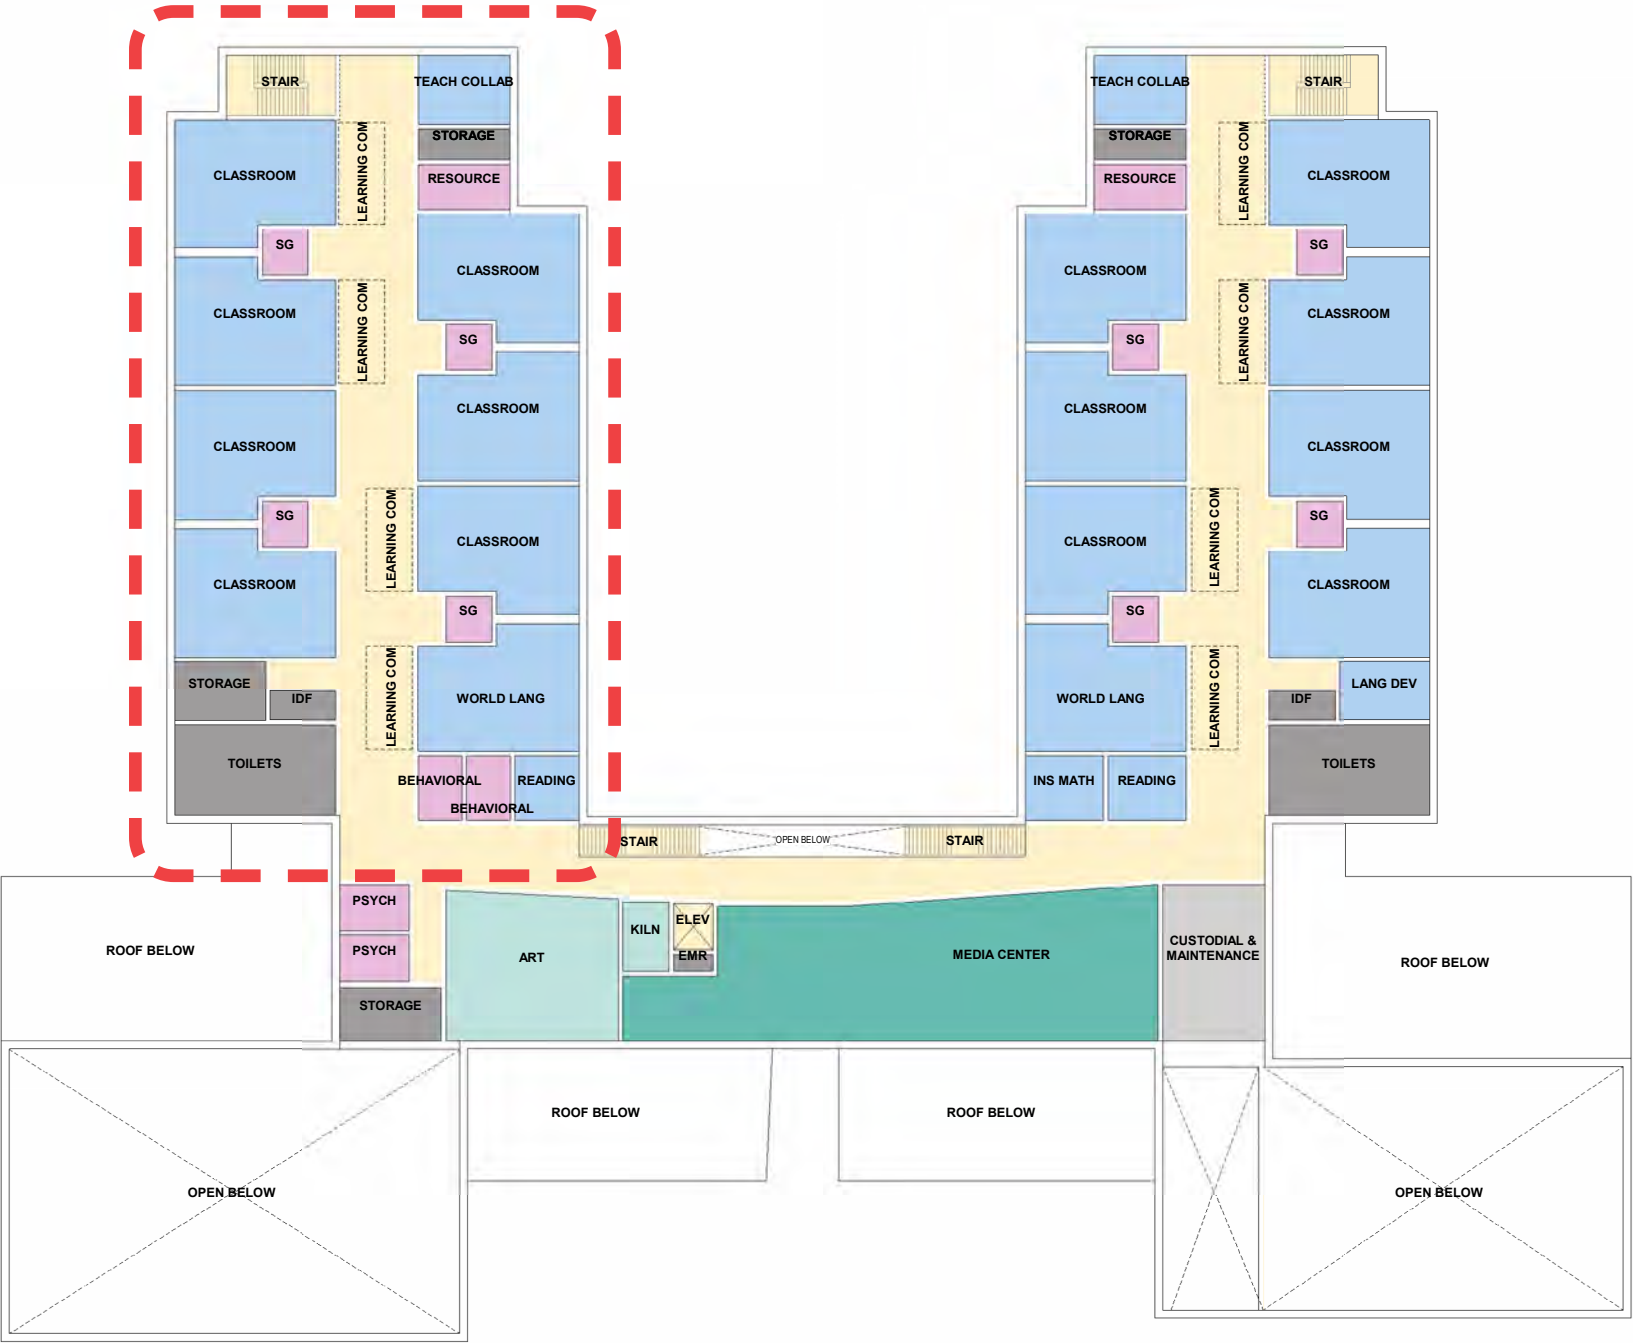 STAIR
TEACH COLLAB
TEACH COLLAB
STAIR
STORAGE
STORAGE
LEARNING COM
LEARNING COM
CLASSROOM
RESOURCE
RESOURCE
CLASSROOM
SG
SG
CLASSROOM
CLASSROOM
CLASSROOM
LEARNING COM
LEARNING COM
CLASSROOM
SG
SG
CLASSROOM
CLASSROOM
CLASSROOM
CLASSROOM
SG
SG
LEARNING COM
CLASSROOM
CLASSROOM
LEARNING COM
CLASSROOM
CLASSROOM
SG
SG
STORAGE
IDF
LEARNING COM
WORLD LANG
WORLD LANG
LEARNING COM
IDF
LANG DEV
TOILETS
TOILETS
BEHAVIORAL
BEHAVIORAL
READING
INS MATH
READING
STAIR
OPEN BELOW
STAIR
PSYCH
PSYCH
STORAGE
ROOF BELOW
ART
KILN
ELEV
EMR
MEDIA CENTER
CUSTODIAL &
MAINTENANCE
ROOF BELOW
ROOF BELOW
ROOF BELOW
OPEN BELOW
OPEN BELOW